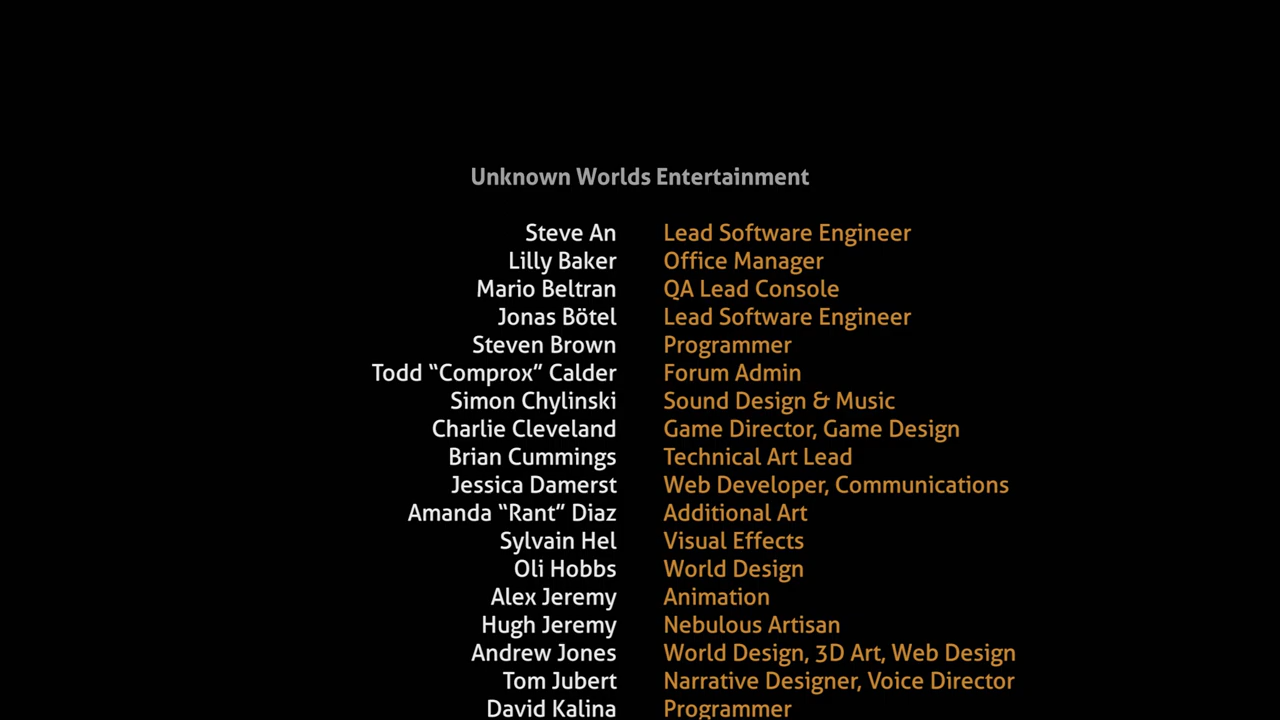 Unknown Worlds Entertainment
Steve An Lead Software Engineer
Lilly Baker Office Manager
Mario Beltran QA Lead Console
Jonas Bötel Lead Software Engineer
Steven Brown Programmer
Todd “Comprox” Calder Forum Admin
Simon Chylinski Sound Design & Music
Charlie Cleveland Game Director, Game Design
Brian Cummings Technical Art Lead
Jessica Damerst Web Developer, Communications
Amanda “Rant” Diaz Additional Art
Sylvain Hel Visual Effects
Oli Hobbs World Design
Alex Jeremy Animation
Hugh Jeremy Nebulous Artisan
Andrew Jones World Design, 3D Art, Web Design
Tom Jubert Narrative Designer, Voice Director
David Kalina Programmer